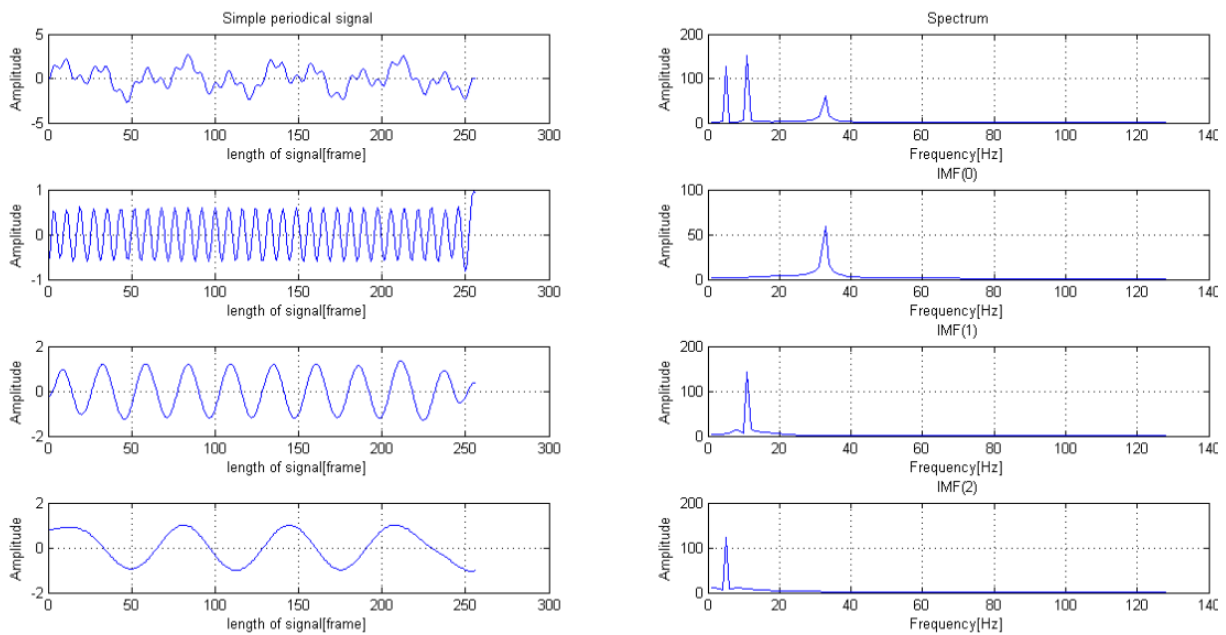 Simple periodical signal
Amplitude
5
0
-5
0 50 100 150 200 250 300
length of signal[frame]
Spectrum
Amplitude
200
100
0
0 20 40 60 80 100 120 140
Frequency[Hz]
Amplitude
1
0
-1
0 50 100 150 200 250 300
length of signal[frame]
IMF(0)
Amplitude
100
50
0
0 20 40 60 80 100 120 140
Frequency[Hz]
Amplitude
2
0
-2
0 50 100 150 200 250 300
length of signal[frame]
IMF(1)
Amplitude
200
100
0
0 20 40 60 80 100 120 140
Frequency[Hz]
Amplitude
2
0
-2
0 50 100 150 200 250 300
length of signal[frame]
IMF(2)
Amplitude
200
100
0
0 20 40 60 80 100 120 140
Frequency[Hz]